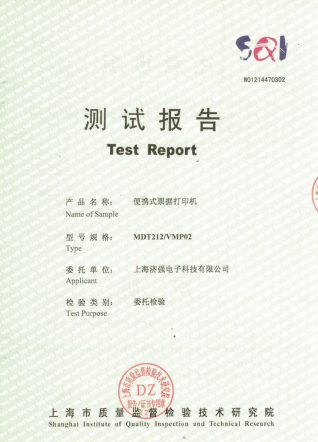 SQI
NO1214470302
测试报告
Test Report
产品名称： 便携式票据打印机
Name of Sample
型号规格： MDT212/VMP02
Type
委托单位： 上海济强电子科技有限公司
Applicant
检验类别： 委托检验
Test Purpose
DZ
上海市质量监督检验技术研究院
Shanghai Institute of Quality Inspection and Technical Research